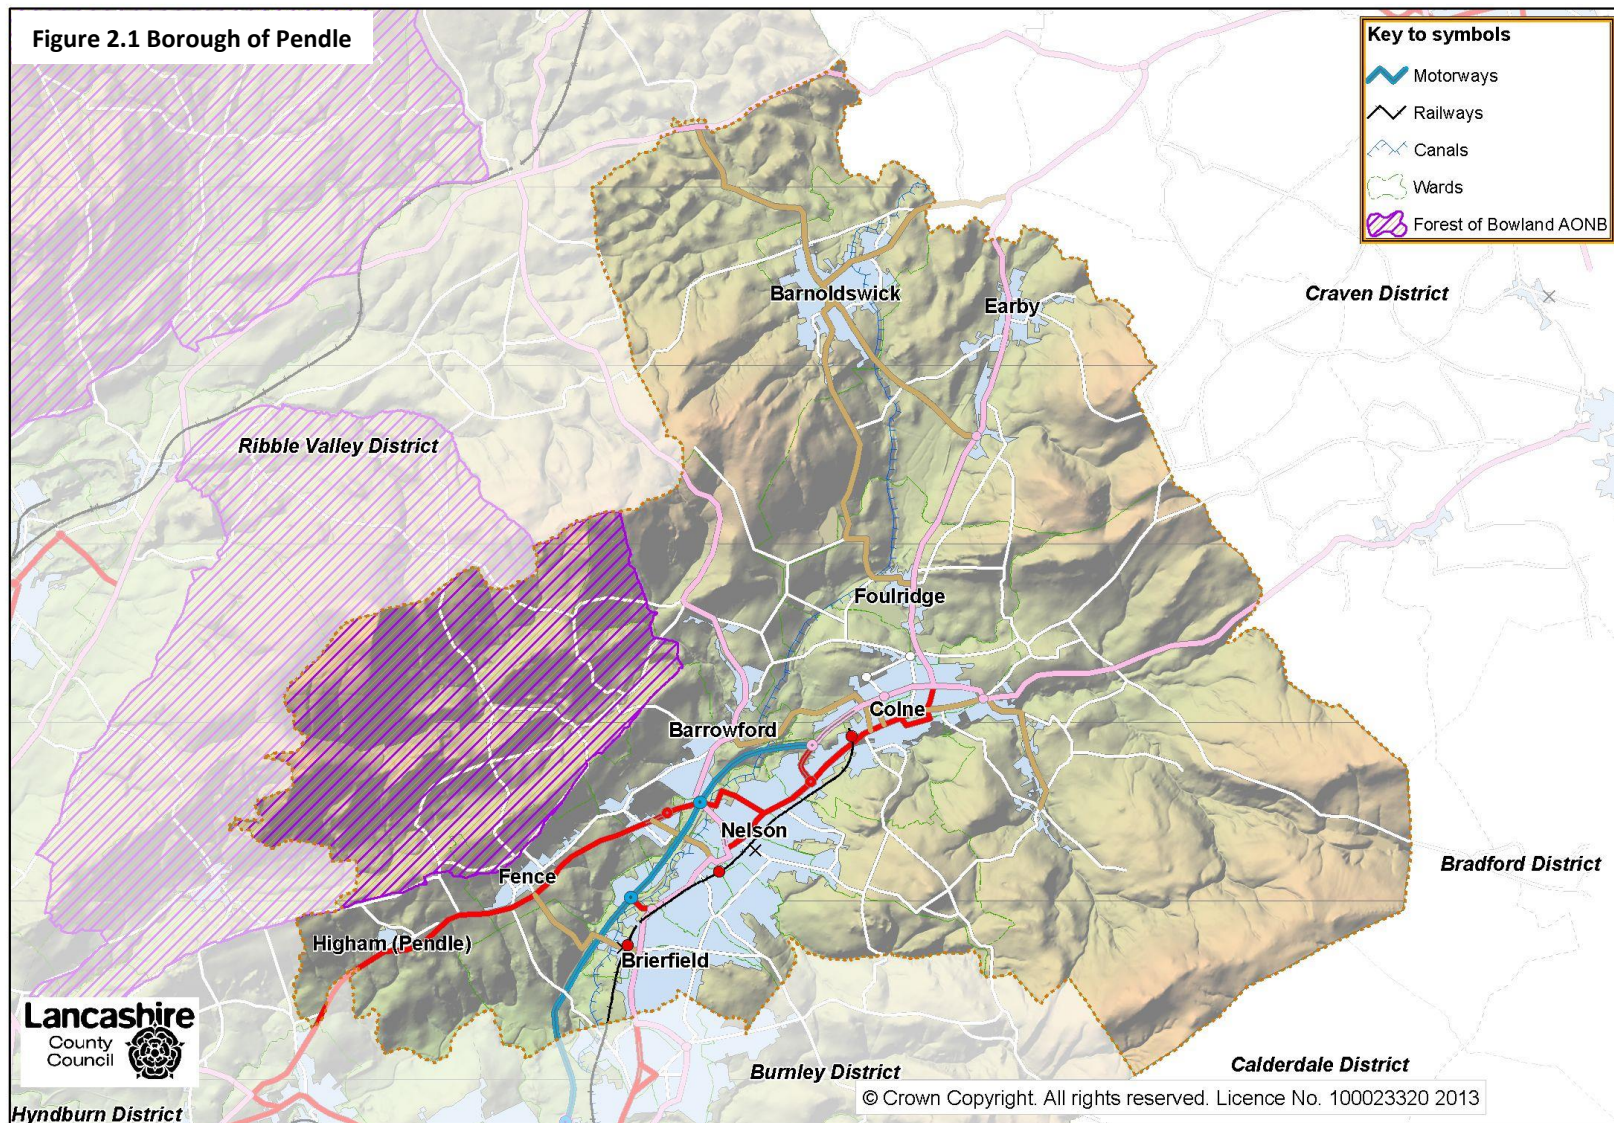 Figure 2.1 Borough of Pendle
Key to symbols
Motorways
Railways
Canals
Wards
Forest of Bowland AONB
Barnoldswick
Earby
Craven District
Ribble Valley District
Foulridge
Colne
Barrowford
Nelson
Bradford District
Fence
Higham (Pendle)
Brierfield
Lancashire
County
Council
Burnley District
Calderdale District
© Crown Copyright. All rights reserved. Licence No. 100023320 2013
Hyndburn District